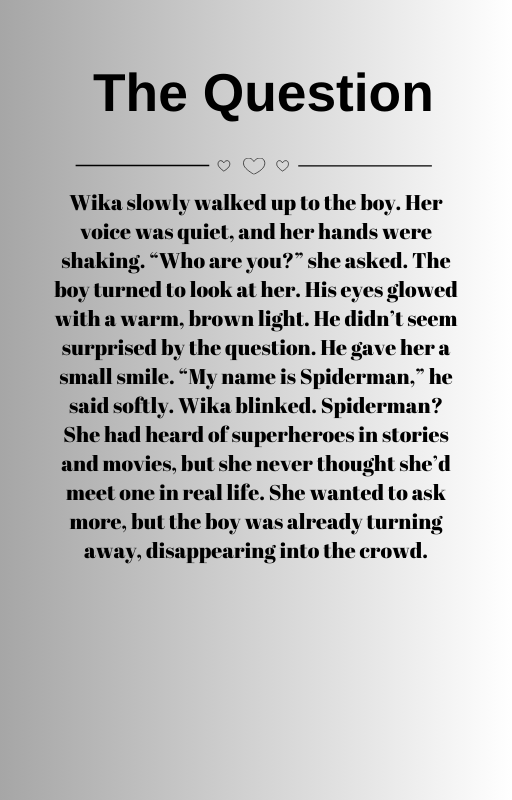 The Question
Wika slowly walked up to the boy. Her
voice was quiet, and her hands were
shaking. “Who are you?” she asked. The
boy turned to look at her. His eyes glowed
with a warm, brown light. He didn’t seem
surprised by the question. He gave her a
small smile. “My name is Spiderman,” he
said softly. Wika blinked. Spiderman?
She had heard of superheroes in stories
and movies, but she never thought she’d
meet one in real life. She wanted to ask
more, but the boy was already turning
away, disappearing into the crowd.